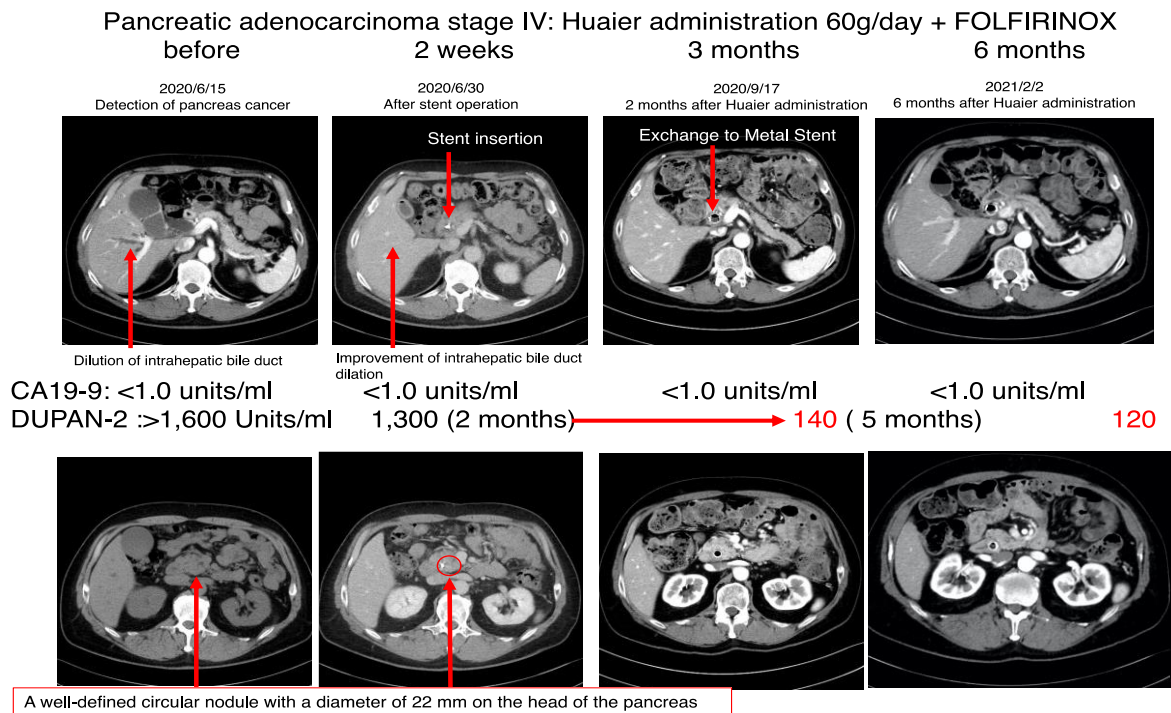 Pancreatic adenocarcinoma stage IV: Huaier administration 60g/day + FOLFIRINOX
before 2 weeks 3 months 6 months
2020/6/15 2020/6/30 2020/9/17 2021/2/2
Detection of pancreas cancer After stent operation 2 months after Huaier administration 6 months after Huaier administration
Stent insertion Exchange to Metal Stent
Dilution of intrahepatic bile duct Improvement of intrahepatic bile duct
dilation
CA19-9: <1.0 units/ml <1.0 units/ml <1.0 units/ml <1.0 units/ml
DUPAN-2 :>1,600 Units/ml 1,300 (2 months) 140 ( 5 months) 120
A well-defined circular nodule with a diameter of 22 mm on the head of the pancreas